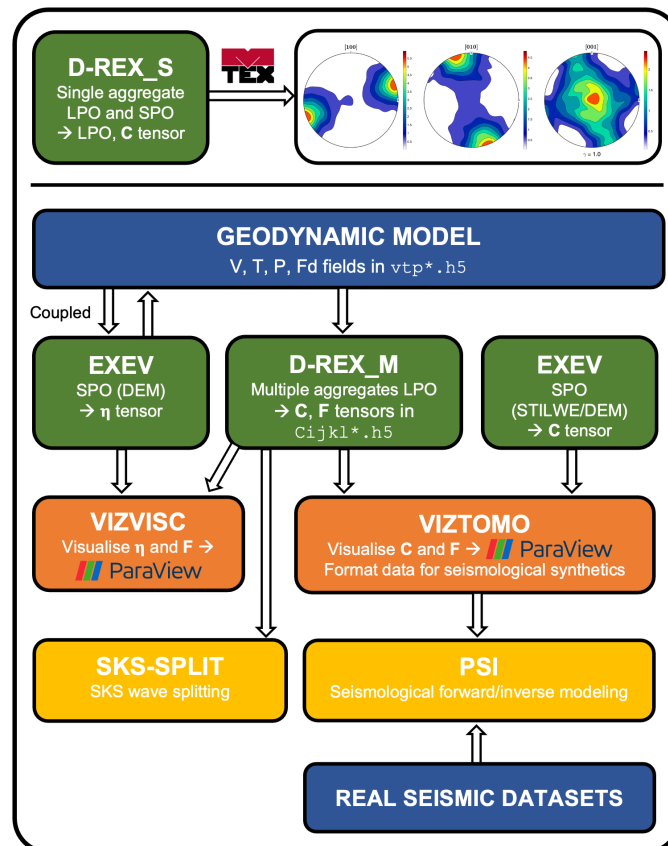 D-REX_S
Single aggregate
LPO and SPO
→ LPO, C tensor
M
TEX
[100]
[010]
[001]
η = 1.0
GEODYNAMIC MODEL
V, T, P, Fd fields in vtp*.h5
Coupled
EXEV
SPO (DEM)
→ η tensor
D-REX_M
Multiple aggregates LPO
→ C, F tensors in
Cijkl*.h5
EXEV
SPO
(STILWE/DEM)
→ C tensor
VIZVISC
Visualise η and F →
ParaView
VIZTOMO
Visualise C and F → ParaView
Format data for seismological synthetics
SKS-SPLIT
SKS wave splitting
PSI
Seismological forward/inverse modeling
REAL SEISMIC DATASETS